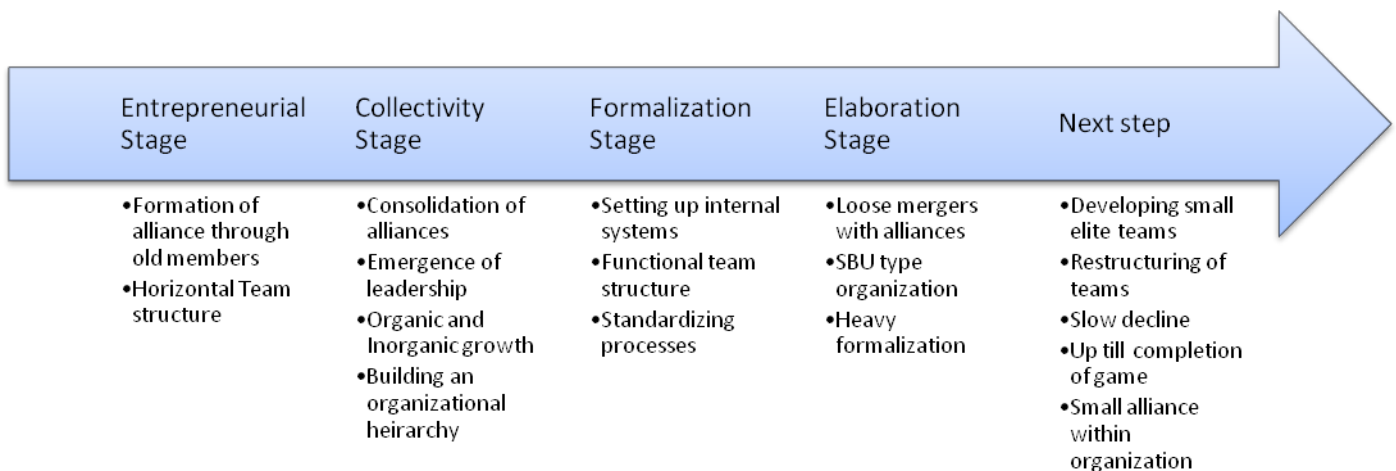 Entrepreneurial
Stage
Collectivity
Stage
Formalization
Stage
Elaboration
Stage
Next step
•Formation of
alliance through
old members
•Horizontal Team
structure
•Consolidation of
alliances
•Emergence of
leadership
•Organic and
Inorganic growth
•Building an
organizational
heirarchy
•Setting up internal
systems
•Functional team
structure
•Standardizing
processes
•Loose mergers
with alliances
•SBU type
organization
•Heavy
formalization
•Developing small
elite teams
•Restructuring of
teams
•Slow decline
•Up till completion
of game
•Small alliance
within
organization